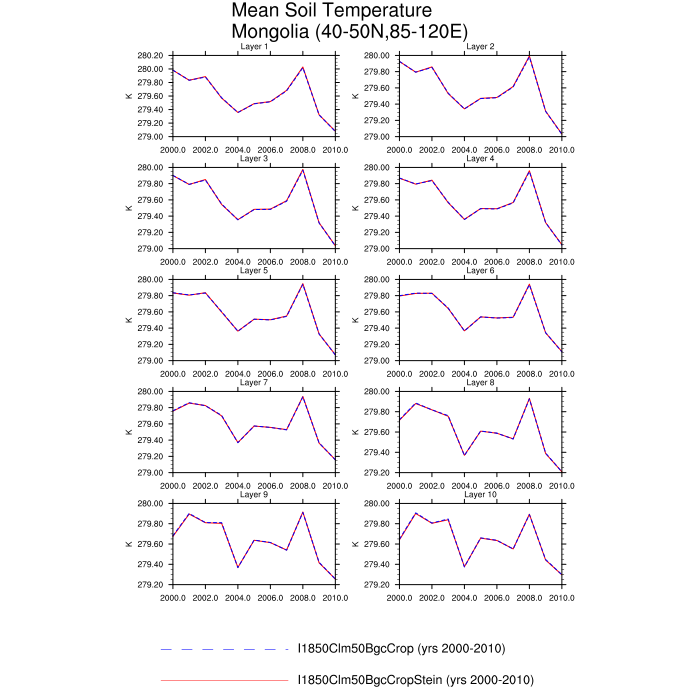 Mean Soil Temperature
Mongolia (40-50N,85-120E)
Layer 1
Layer 2
280.20
280.00
279.80
279.60
279.40
279.20
279.00
K
2000.0 2002.0 2004.0 2006.0 2008.0 2010.0
280.00
279.80
279.60
279.40
279.20
279.00
K
2000.0 2002.0 2004.0 2006.0 2008.0 2010.0
Layer 3
Layer 4
280.00
279.80
279.60
279.40
279.20
279.00
K
2000.0 2002.0 2004.0 2006.0 2008.0 2010.0
280.00
279.80
279.60
279.40
279.20
279.00
K
2000.0 2002.0 2004.0 2006.0 2008.0 2010.0
Layer 5
Layer 6
280.00
279.80
279.60
279.40
279.20
279.00
K
2000.0 2002.0 2004.0 2006.0 2008.0 2010.0
280.00
279.80
279.60
279.40
279.20
279.00
K
2000.0 2002.0 2004.0 2006.0 2008.0 2010.0
Layer 7
Layer 8
280.00
279.80
279.60
279.40
279.20
279.00
K
2000.0 2002.0 2004.0 2006.0 2008.0 2010.0
280.00
279.80
279.60
279.40
279.20
K
2000.0 2002.0 2004.0 2006.0 2008.0 2010.0
Layer 9
Layer 10
280.00
279.80
279.60
279.40
279.20
K
2000.0 2002.0 2004.0 2006.0 2008.0 2010.0
280.00
279.80
279.60
279.40
279.20
K
2000.0 2002.0 2004.0 2006.0 2008.0 2010.0
I1850Clm50BgcCrop (yrs 2000-2010)
I1850Clm50BgcCropStein (yrs 2000-2010)